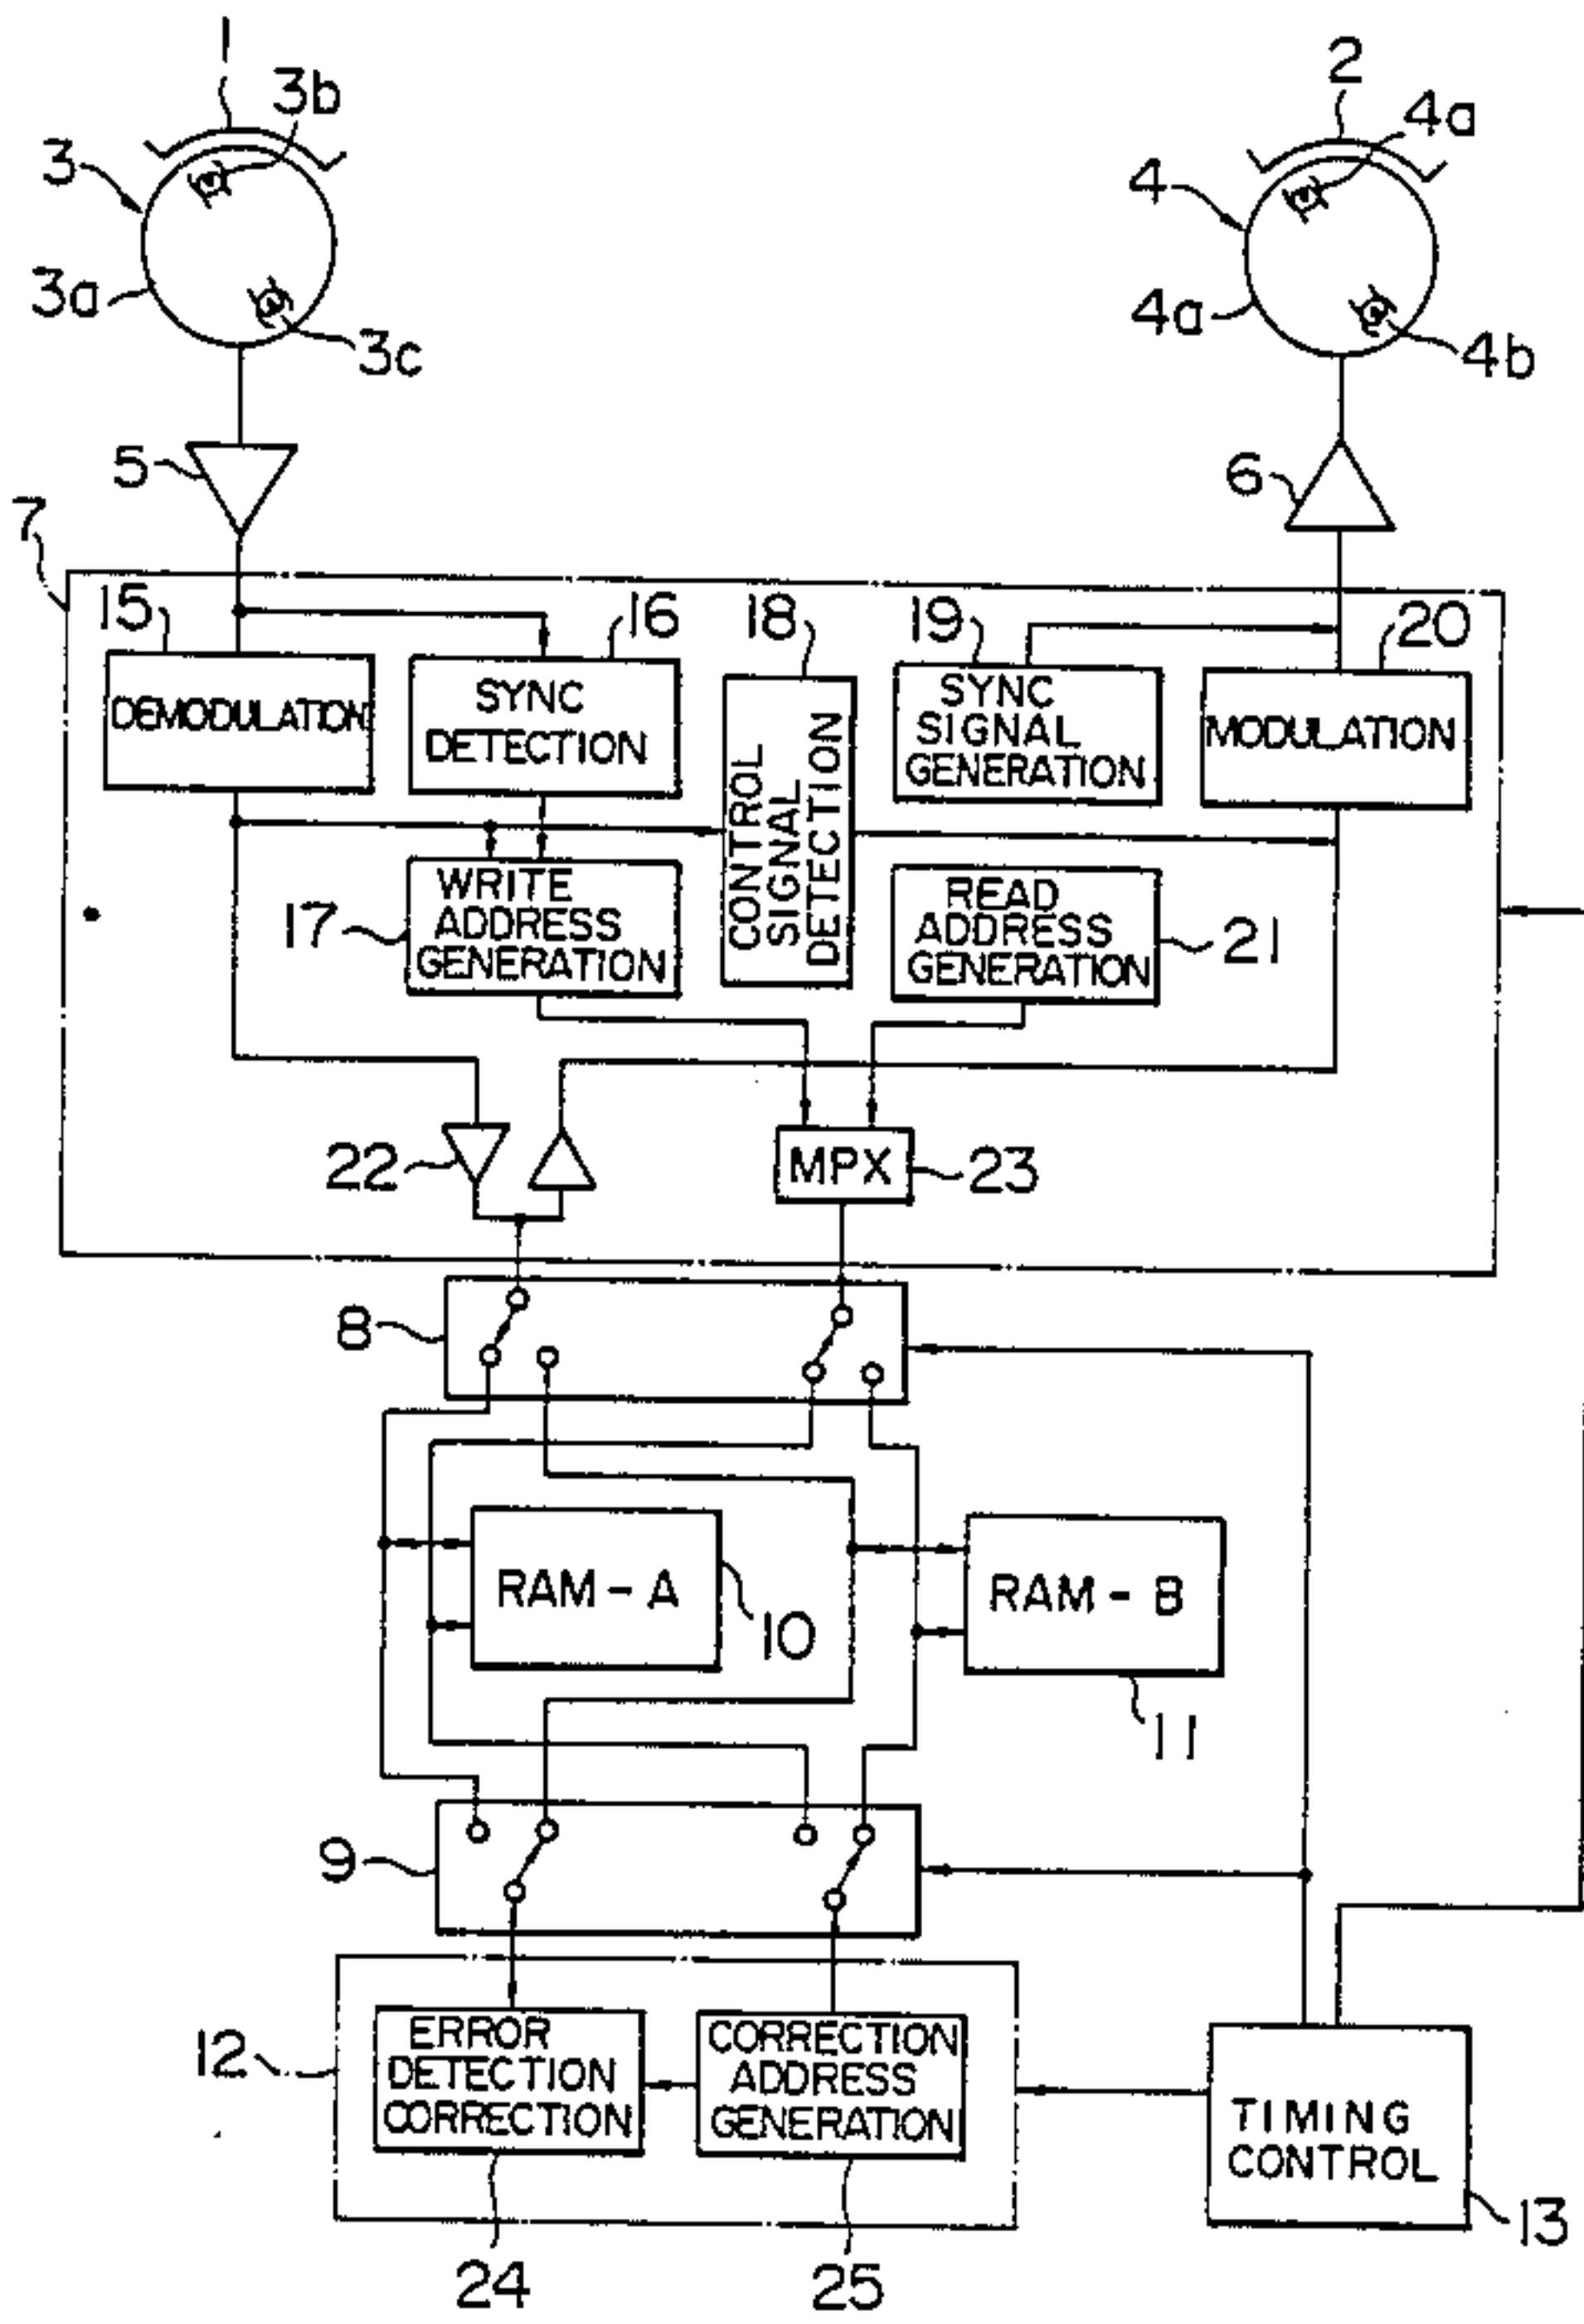 1
2
3b
4a
3
4
3a
4a
3c
4b
5
6
7
15
16
18
19
20
DEMODULATION
SYNC
DETECTION
CONTROL
SIGNAL
DETECTION
SYNC
SIGNAL
GENERATION
MODULATION
17
WRITE
ADDRESS
GENERATION
READ
ADDRESS
GENERATION
21
22
MPX
23
8
RAM-A
10
RAM-B
11
9
12
ERROR
DETECTION
CORRECTION
CORRECTION
ADDRESS
GENERATION
TIMING
CONTROL
13
24
25